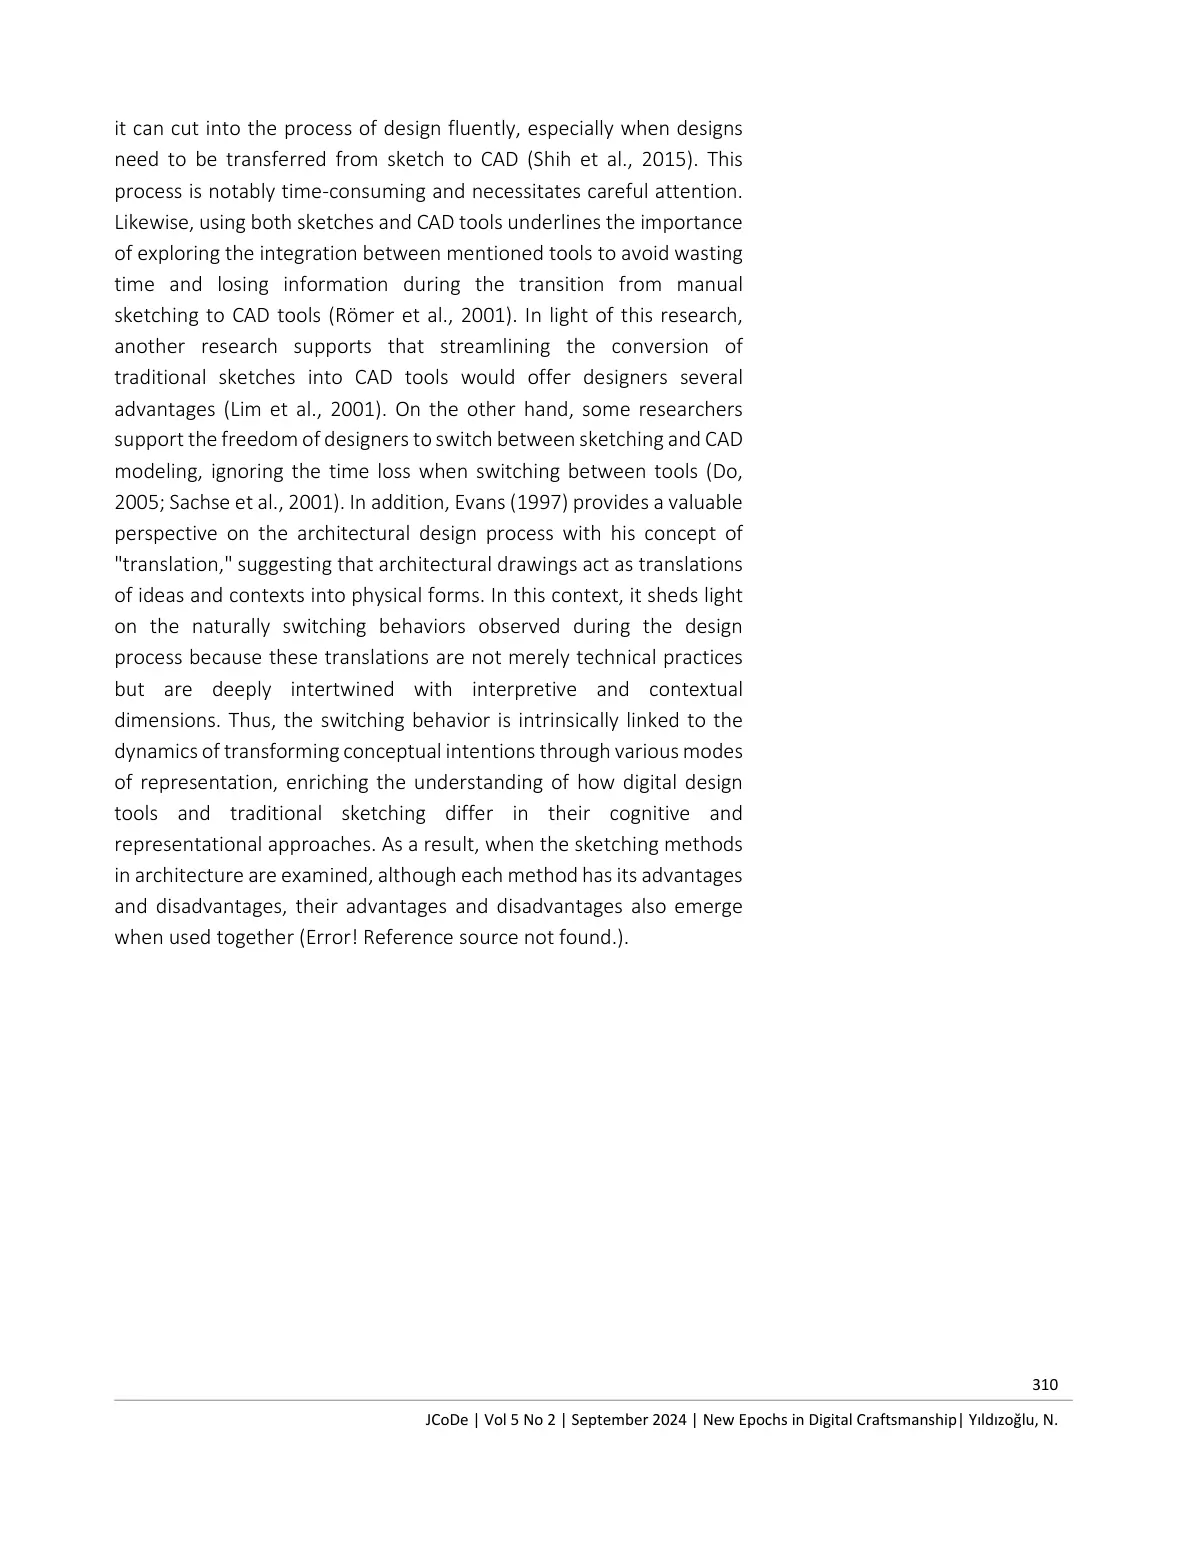 it can cut into the process of design fluently, especially when designs
need to be transferred from sketch to CAD (Shih et al., 2015). This
process is notably time-consuming and necessitates careful attention.
Likewise, using both sketches and CAD tools underlines the importance
of exploring the integration between mentioned tools to avoid wasting
time and losing information during the transition from manual
sketching to CAD tools (Römer et al., 2001). In light of this research,
another research supports that streamlining the conversion of
traditional sketches into CAD tools would offer designers several
advantages (Lim et al., 2001). On the other hand, some researchers
support the freedom of designers to switch between sketching and CAD
modeling, ignoring the time loss when switching between tools (Do,
2005; Sachse et al., 2001). In addition, Evans (1997) provides a valuable
perspective on the architectural design process with his concept of
"translation," suggesting that architectural drawings act as translations
of ideas and contexts into physical forms. In this context, it sheds light
on the naturally switching behaviors observed during the design
process because these translations are not merely technical practices
but are deeply intertwined with interpretive and contextual
dimensions. Thus, the switching behavior is intrinsically linked to the
dynamics of transforming conceptual intentions through various modes
of representation, enriching the understanding of how digital design
tools and traditional sketching differ in their cognitive and
representational approaches. As a result, when the sketching methods
in architecture are examined, although each method has its advantages
and disadvantages, their advantages and disadvantages also emerge
when used together (Error! Reference source not found.).
310
JCoDe | Vol 5 No 2 | September 2024 | New Epochs in Digital Craftsmanship| Yıldızoğlu, N.